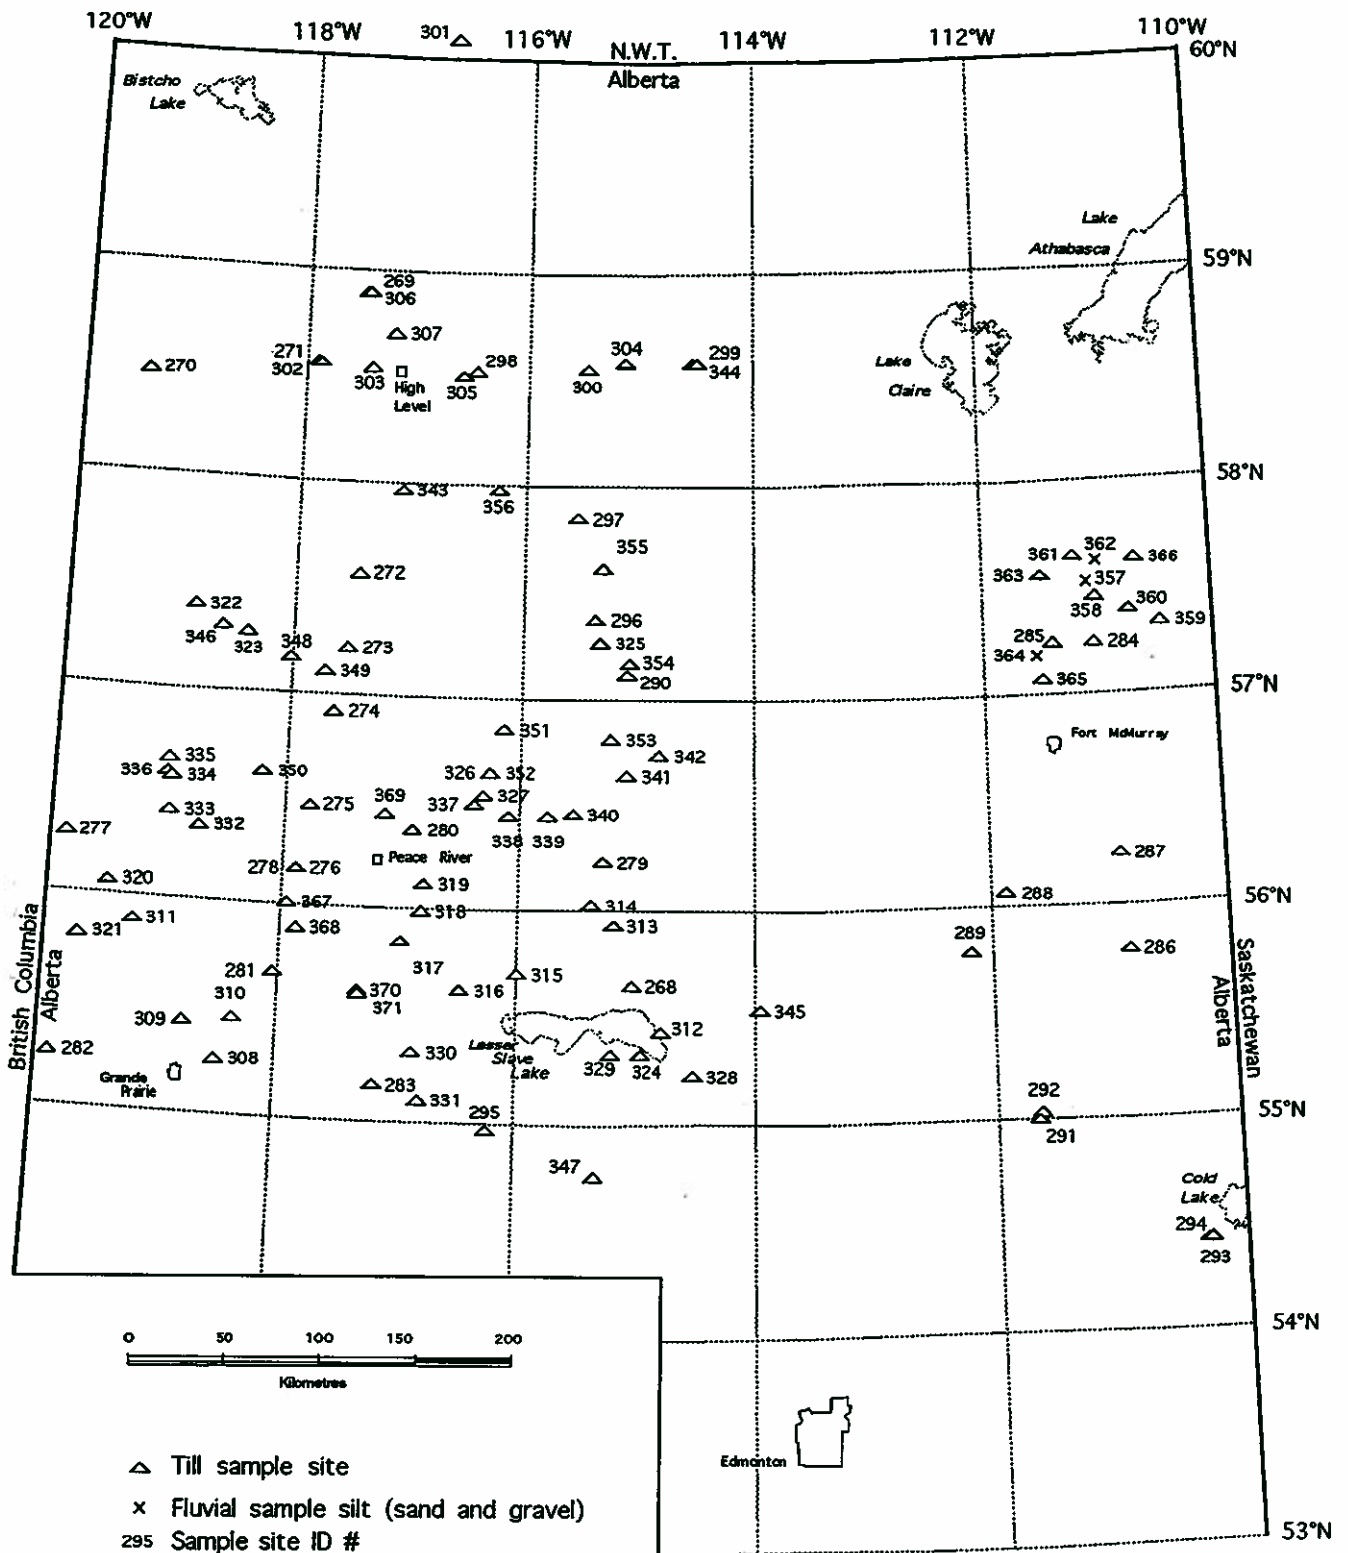 120°W
118°W
301
116°W
N.W.T.
Alberta
114°W
112°W
110°W
60°N
Bistcho
Lake
Lake
Athabasca
59°N
269
306
307
271
302
270
303
High
Level
305
298
300
304
299
344
Lake
Claire
58°N
343
356
297
355
272
322
346
323
348
273
349
296
325
354
290
361
362
366
363
357
358
360
359
285
284
364
365
57°N
274
351
353
342
341
335
336
334
350
326
352
333
332
275
369
337
327
280
338
339
340
277
Fort McMurray
278
276
Peace River
279
287
320
319
288
56°N
367
318
314
311
321
368
313
289
286
British Columbia
Alberta
Saskatchewan
Alberta
281
310
317
315
370
371
316
268
345
309
312
282
308
330
Lesser
Slave
Lake
329
324
328
Grande
Prairie
283
331
295
292
291
55°N
347
Cold
Lake
294
293
54°N
0
50
100
150
200
Kilometres
Edmonton
Till sample site
x Fluvial sample silt (sand and gravel)
295 Sample site ID #
53°N